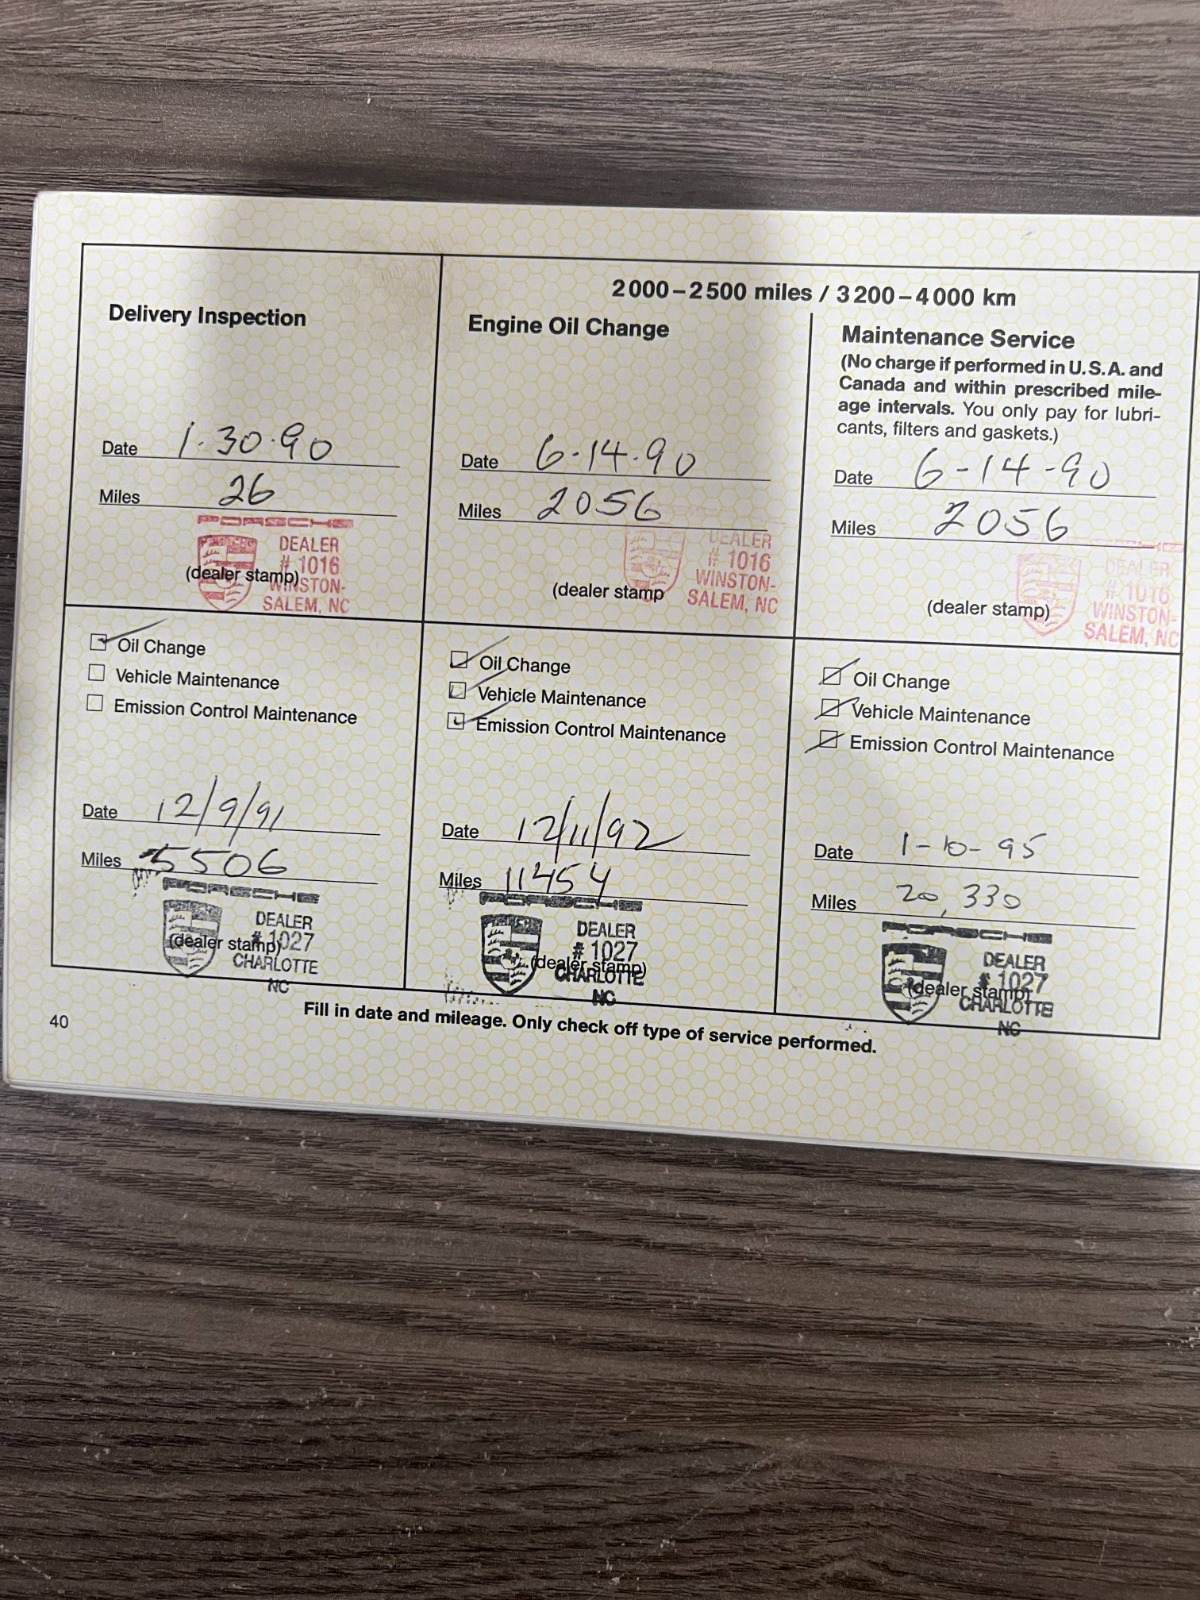 2000–2500 miles / 3200–4000 km
Delivery Inspection
Date 1·30·90
Miles 26
PORSCHE
DEALER
# 1016
WINSTON-
SALEM, NC
(dealer stamp)
Engine Oil Change
Date 6·14·90
Miles 2056
DEALER
# 1016
WINSTON-
SALEM, NC
(dealer stamp
Maintenance Service
(No charge if performed in U.S.A. and
Canada and within prescribed mile-
age intervals. You only pay for lubri-
cants, filters and gaskets.)
Date 6-14-90
Miles 2056
DEALER
# 1016
WINSTON-
SALEM, NC
(dealer stamp)
Oil Change
Vehicle Maintenance
Emission Control Maintenance
Date 12/9/91
Miles 5506
PORSCHE
DEALER
# 1027
CHARLOTTE
NC
(dealer stamp)
Oil Change
Vehicle Maintenance
Emission Control Maintenance
Date 12/11/92
Miles 11454
PORSCHE
DEALER
# 1027
CHARLOTTE
NC
(dealer stamp)
Oil Change
Vehicle Maintenance
Emission Control Maintenance
Date 1-10-95
Miles 20,330
PORSCHE
DEALER
# 1027
CHARLOTTE
NC
(dealer stamp)
40
Fill in date and mileage. Only check off type of service performed.